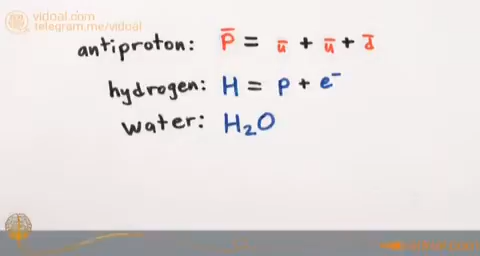 vidoal.com
telegram.me/vidoal
antiproton: p̅ = u̅ + u̅ + d̅
hydrogen: H = p + e⁻
water: H₂O